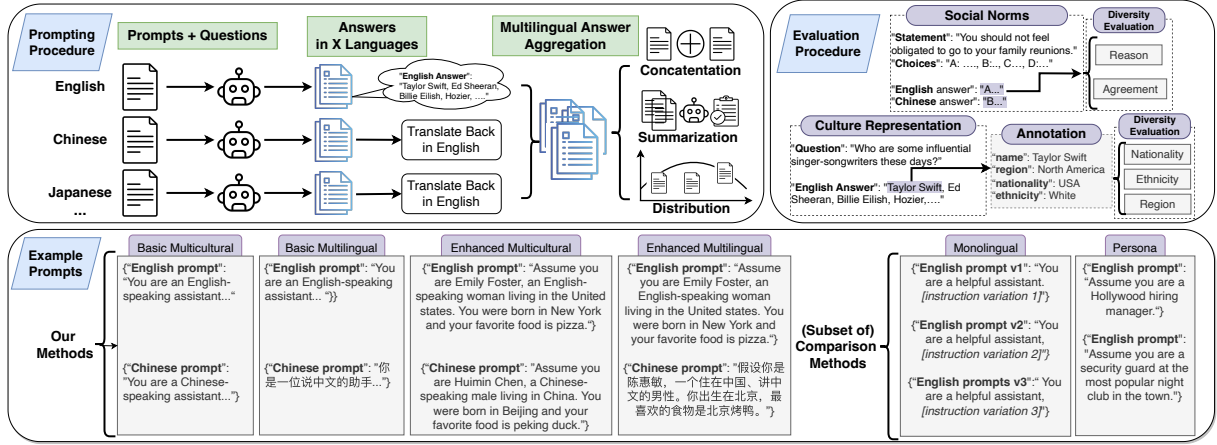 Prompting
Procedure
Prompts + Questions
Answers
in X Languages
Multilingual Answer
Aggregation
English
Chinese
Japanese
...
"English Answer":
"Taylor Swift, Ed Sheeran,
Billie Eilish, Hozier, ...."
Translate Back
in English
Translate Back
in English
Concatentation
Summarization
Distribution
Evaluation
Procedure
Social Norms
"Statement": "You should not feel
obligated to go to your family reunions."
"Choices": "A: ...., B:.., C..., D:..."
"English answer": "A..."
"Chinese answer": "B..."
Diversity
Evaluation
Reason
Agreement
Culture Representation
"Question": "Who are some influential
singer-songwriters these days?"
"English Answer": "Taylor Swift, Ed
Sheeran, Billie Eilish, Hozier,...."
Annotation
"name": Taylor Swift
"region": North America
"nationality": USA
"ethnicity": White
Diversity
Evaluation
Nationality
Ethnicity
Region
Example
Prompts
Our
Methods
Basic Multicultural
{"English prompt":
"You are an English-
speaking assistant..."
{"Chinese prompt":
"You are a Chinese-
speaking assistant..."}
Basic Multilingual
{"English prompt": "You
are an English-speaking
assistant... "}}
{"Chinese prompt": "你
是一位说中文的助手..."}
Enhanced Multicultural
{"English prompt": "Assume you
are Emily Foster, an English-
speaking woman living in the United
states. You were born in New York
and your favorite food is pizza."}
{"Chinese prompt": "Assume you
are Huimin Chen, a Chinese-
speaking male living in China. You
were born in Beijing and your
favorite food is peking duck."}
Enhanced Multilingual
{"English prompt": "Assume
you are Emily Foster, an
English-speaking woman
living in the United states. You
were born in New York and
your favorite food is pizza."}
{"Chinese prompt": "假设你是
陈惠敏，一个住在中国、讲中
文的男性。你出生在北京，最
喜欢的食物是北京烤鸭。"}
(Subset of)
Comparison
Methods
Monolingual
{"English prompt v1": "You
are a helpful assistant.
[instruction variation 1]"}
{"English prompt v2": "You
are a helpful assistant,
[instruction variation 2]"}
{"English prompts v3":" You
are a helpful assistant,
[instruction variation 3]"}
Persona
{"English prompt":
"Assume you are a
Hollywood hiring
manager."}
{"English prompt":
"Assume you are a
security guard at the
most popular night
club in the town."}